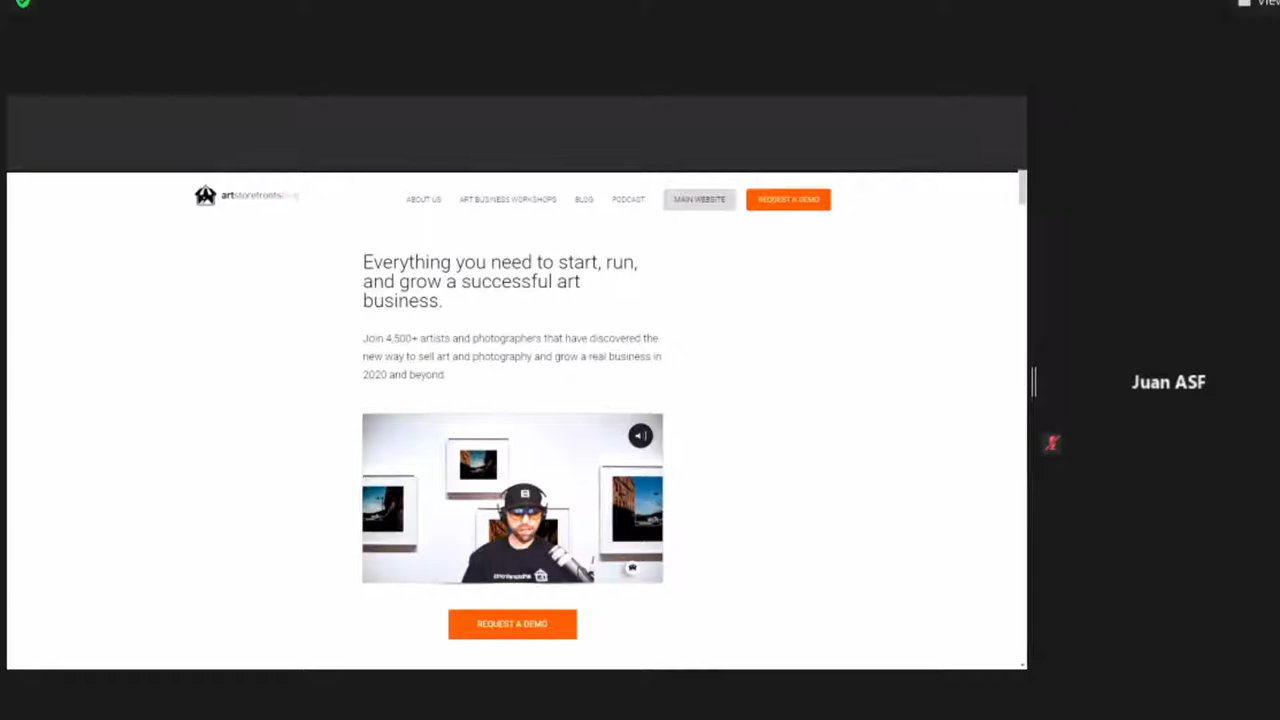 View
artstorefronts
ABOUT US ART BUSINESS WORKSHOPS BLOG PODCAST MAIN WEBSITE REQUEST A DEMO
Everything you need to start, run,
and grow a successful art
business.
Join 4,500+ artists and photographers that have discovered the
new way to sell art and photography and grow a real business in
2020 and beyond.
Juan ASF
artstorefronts
REQUEST A DEMO